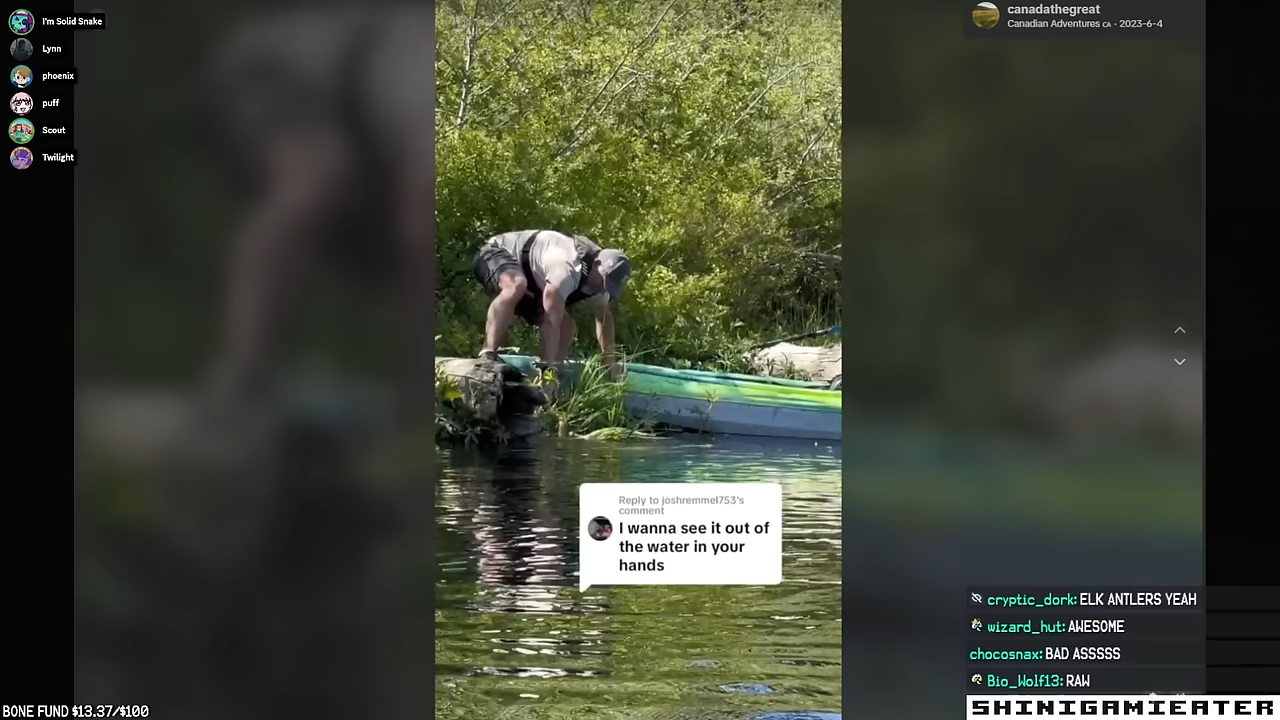 I'm Solid Snake
Lynn
phoenix
puff
Scout
Twilight
canadathegreat
Canadian Adventures CA · 2023-6-4
Reply to joshremmel753's
comment
I wanna see it out of
the water in your
hands
cryptic_dork: ELK ANTLERS YEAH
wizard_hut: AWESOME
chocosnax: BAD ASSSSS
Bio_Wolf13: RAW
BONE FUND $13.37/$100
SHINIGAMIEATER